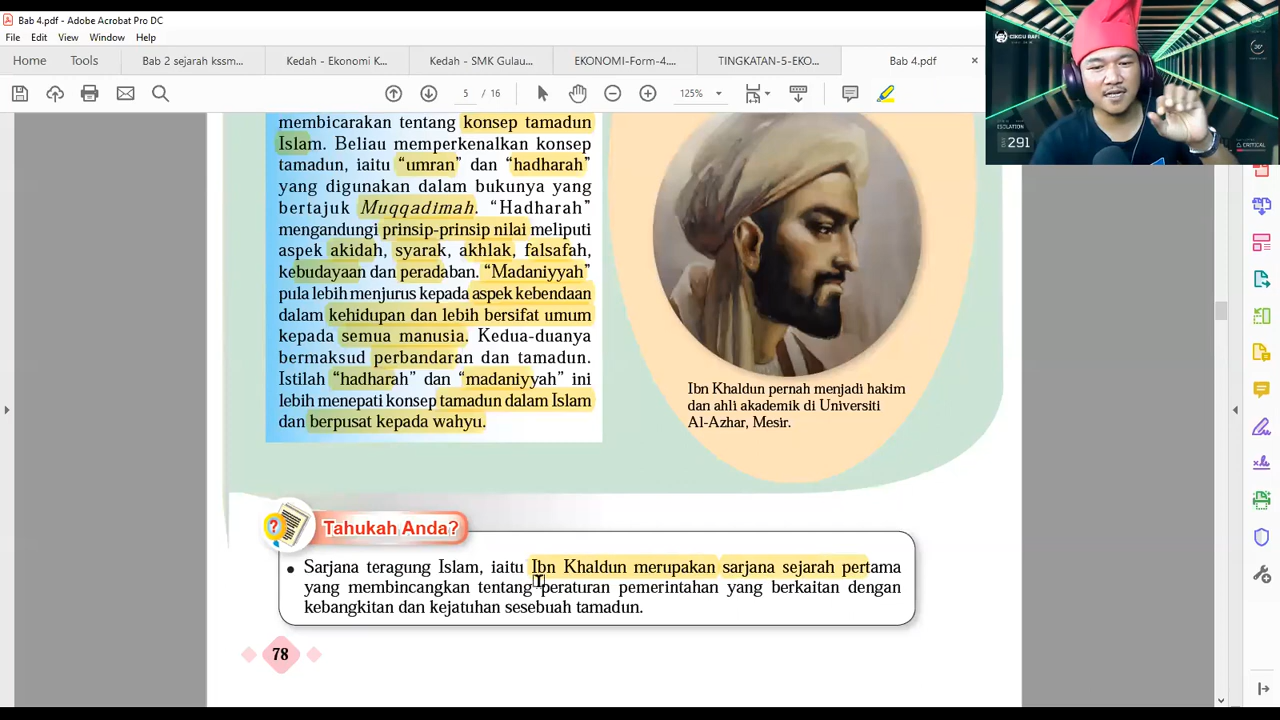 Bab 4.pdf - Adobe Acrobat Pro DC
File Edit View Window Help
Home Tools Bab 2 sejarah kssm... Kedah - Ekonomi K... Kedah - SMK Gulau... EKONOMI-Form-4.... TINGKATAN-5-EKO... Bab 4.pdf ×
5 / 16 125%
ISOLATION
291
CRITICAL
membicarakan tentang konsep tamadun
Islam. Beliau memperkenalkan konsep
tamadun, iaitu “umran” dan “hadharah”
yang digunakan dalam bukunya yang
bertajuk Muqqadimah. “Hadharah”
mengandungi prinsip-prinsip nilai meliputi
aspek akidah, syarak, akhlak, falsafah,
kebudayaan dan peradaban. “Madaniyyah”
pula lebih menjurus kepada aspek kebendaan
dalam kehidupan dan lebih bersifat umum
kepada semua manusia. Kedua-duanya
bermaksud perbandaran dan tamadun.
Istilah “hadharah” dan “madaniyyah” ini
lebih menepati konsep tamadun dalam Islam
dan berpusat kepada wahyu.
Ibn Khaldun pernah menjadi hakim
dan ahli akademik di Universiti
Al-Azhar, Mesir.
Tahukah Anda?
• Sarjana teragung Islam, iaitu Ibn Khaldun merupakan sarjana sejarah pertama
yang membincangkan tentang peraturan pemerintahan yang berkaitan dengan
kebangkitan dan kejatuhan sesebuah tamadun.
78